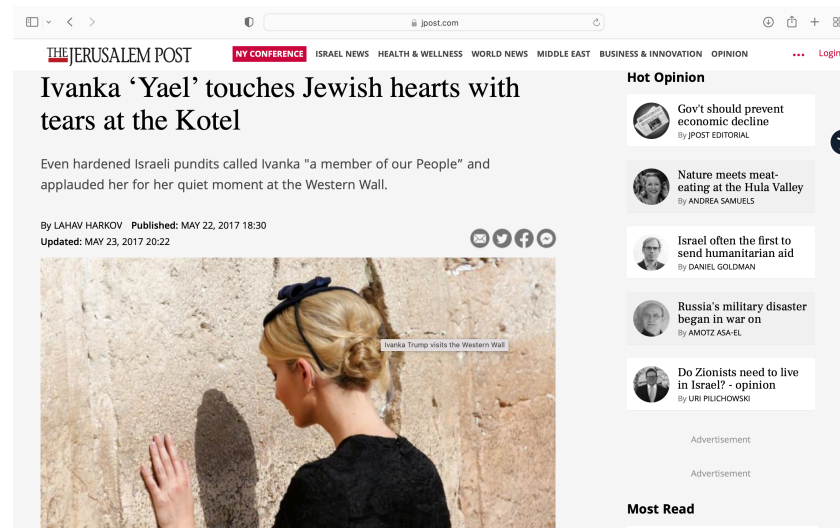 jpost.com
THE JERUSALEM POST
NY CONFERENCE ISRAEL NEWS HEALTH & WELLNESS WORLD NEWS MIDDLE EAST BUSINESS & INNOVATION OPINION ••• Login
Ivanka ‘Yael’ touches Jewish hearts with
tears at the Kotel
Even hardened Israeli pundits called Ivanka "a member of our People” and
applauded her for her quiet moment at the Western Wall.
By LAHAV HARKOV Published: MAY 22, 2017 18:30
Updated: MAY 23, 2017 20:22
Ivanka Trump visits the Western Wall
Hot Opinion
Gov't should prevent
economic decline
By JPOST EDITORIAL
Nature meets meat-
eating at the Hula Valley
By ANDREA SAMUELS
Israel often the first to
send humanitarian aid
By DANIEL GOLDMAN
Russia's military disaster
began in war on
By AMOTZ ASA-EL
Do Zionists need to live
in Israel? - opinion
By URI PILICHOWSKI
Advertisement
Advertisement
Most Read